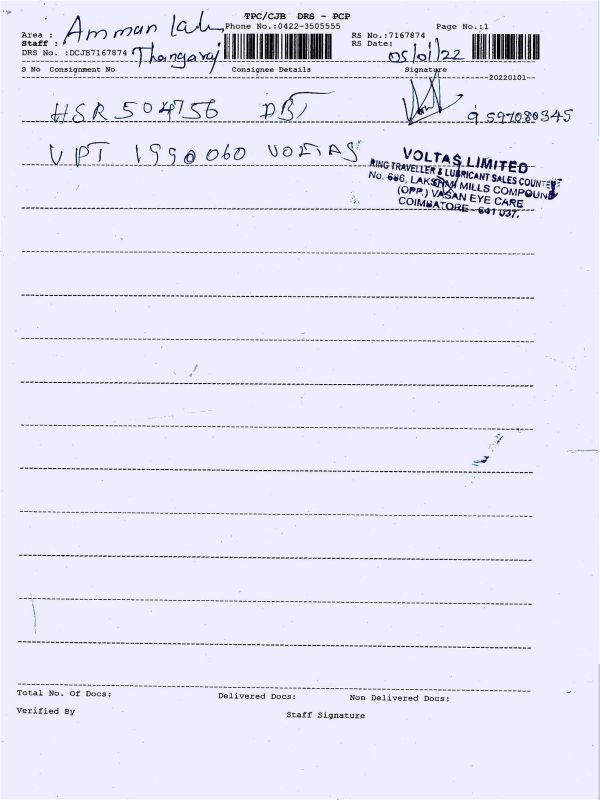 TPC/CJB DRS - PCP
Phone No.:0422-3505555
Page No.:1
Area : Amman
RS No.:7167874
Staff : Thangaraj
RS Date: 05/01/22
DRS No. :DCJB7167874
S No Consignment No Consignee Details Signature
--20220101--
HSR 504756 DBT 9597080345
VPT 1990060 VOLTAS
VOLTAS LIMITED
RING TRAVELLER & LUBRICANT SALES COUNTER
No. 686, LAKSHMI MILLS COMPOUND
(OPP.) VASAN EYE CARE
COIMBATORE - 641 037.
Total No. Of Docs: Delivered Docs: Non Delivered Docs:
Verified By Staff Signature